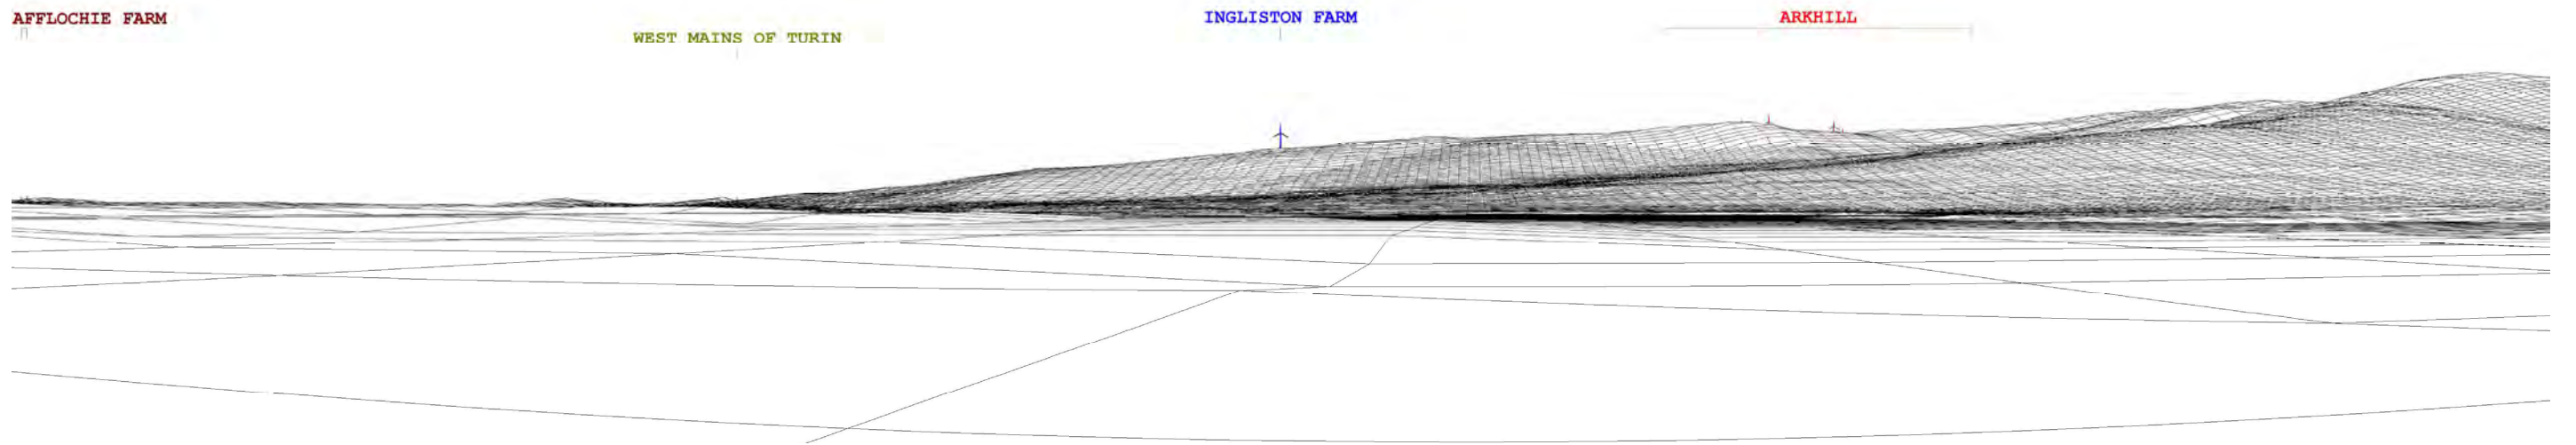 AFFLOCHIE FARM
WEST MAINS OF TURIN
INGLISTON FARM
ARKHILL